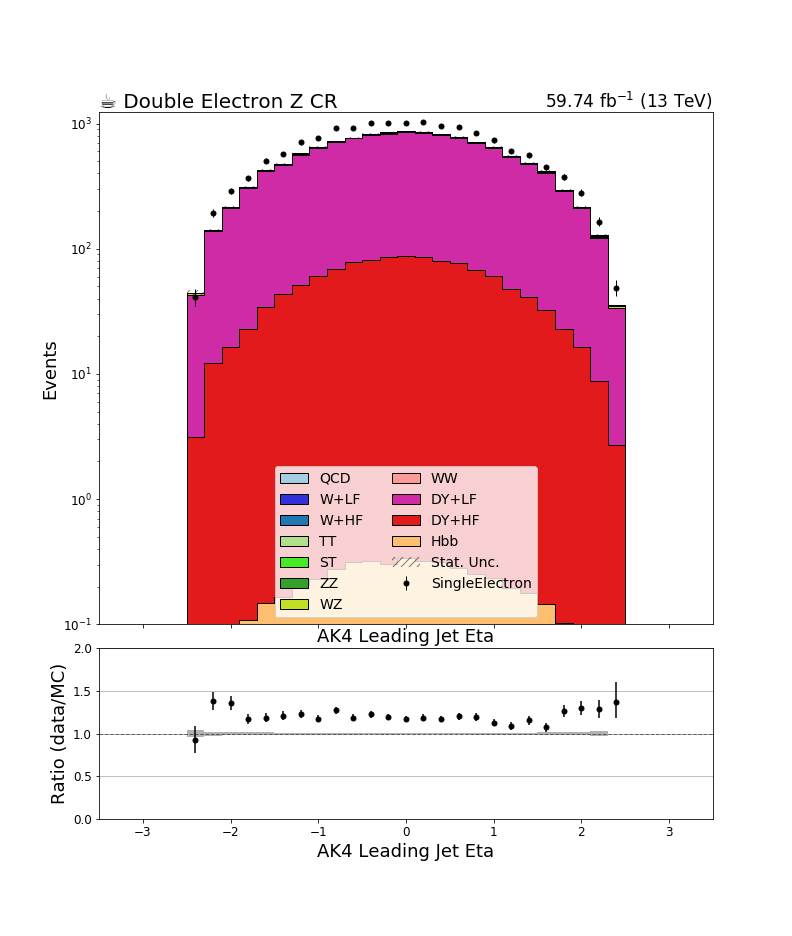 ☕ Double Electron Z CR
59.74 fb⁻¹ (13 TeV)
10³
10²
10¹
10⁰
10⁻¹
Events
QCD
W+LF
W+HF
TT
ST
ZZ
WZ
WW
DY+LF
DY+HF
Hbb
Stat. Unc.
SingleElectron
AK4 Leading Jet Eta
2.0
1.5
1.0
0.5
0.0
Ratio (data/MC)
−3 −2 −1 0 1 2 3
AK4 Leading Jet Eta